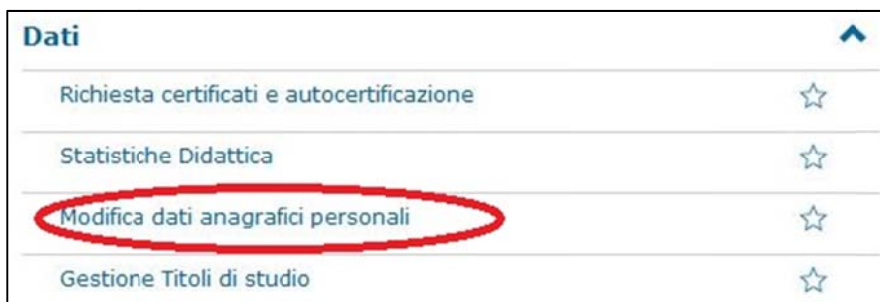 Dati
Richiesta certificati e autocertificazione
Statistiche Didattica
Modifica dati anagrafici personali
Gestione Titoli di studio